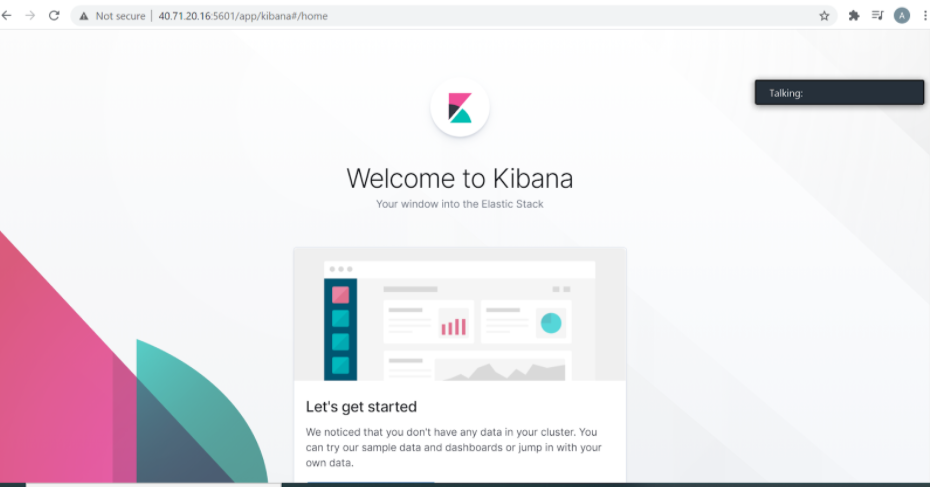 Not secure | 40.71.20.16:5601/app/kibana#/home
A
Talking:
Welcome to Kibana
Your window into the Elastic Stack
Let's get started
We noticed that you don't have any data in your cluster. You
can try our sample data and dashboards or jump in with your
own data.